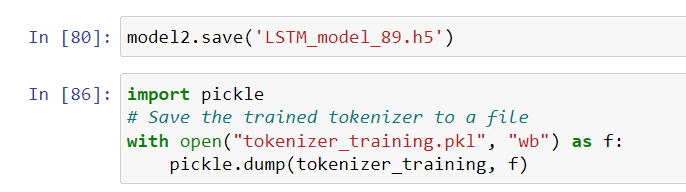 In [80]: model2.save('LSTM_model_89.h5')
In [86]: import pickle
# Save the trained tokenizer to a file
with open("tokenizer_training.pkl", "wb") as f:
    pickle.dump(tokenizer_training, f)